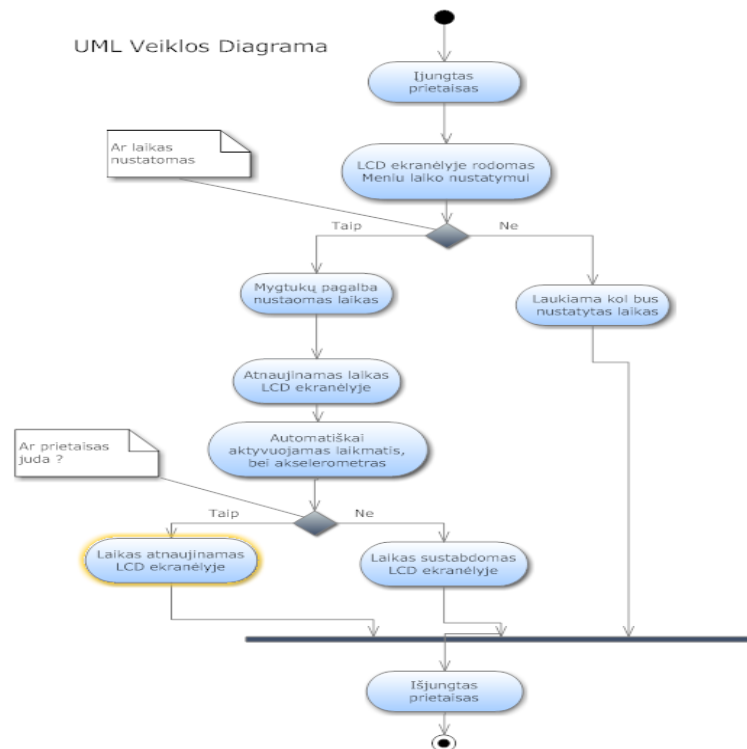 UML Veiklos Diagrama
Įjungtas
prietaisas
Ar laikas
nustatomas
LCD ekranėlyje rodomas
Meniu laiko nustatymui
Taip
Ne
Mygtukų pagalba
nustaomas laikas
Laukiama kol bus
nustatytas laikas
Atnaujinamas laikas
LCD ekranėlyje
Automatiškai
aktyvuojamas laikmatis,
bei akselerometras
Ar prietaisas
juda ?
Taip
Ne
Laikas atnaujinamas
LCD ekranėlyje
Laikas sustabdomas
LCD ekranėlyje
Išjungtas
prietaisas